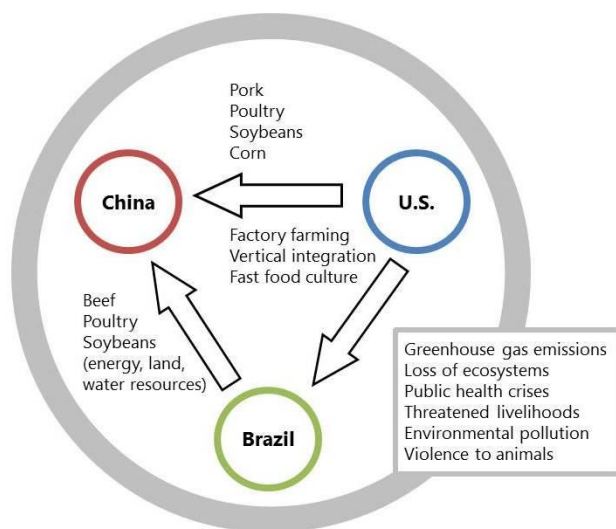 Pork
Poultry
Soybeans
Corn
China
U.S.
Factory farming
Vertical integration
Fast food culture
Beef
Poultry
Soybeans
(energy, land,
water resources)
Greenhouse gas emissions
Loss of ecosystems
Public health crises
Threatened livelihoods
Environmental pollution
Violence to animals
Brazil